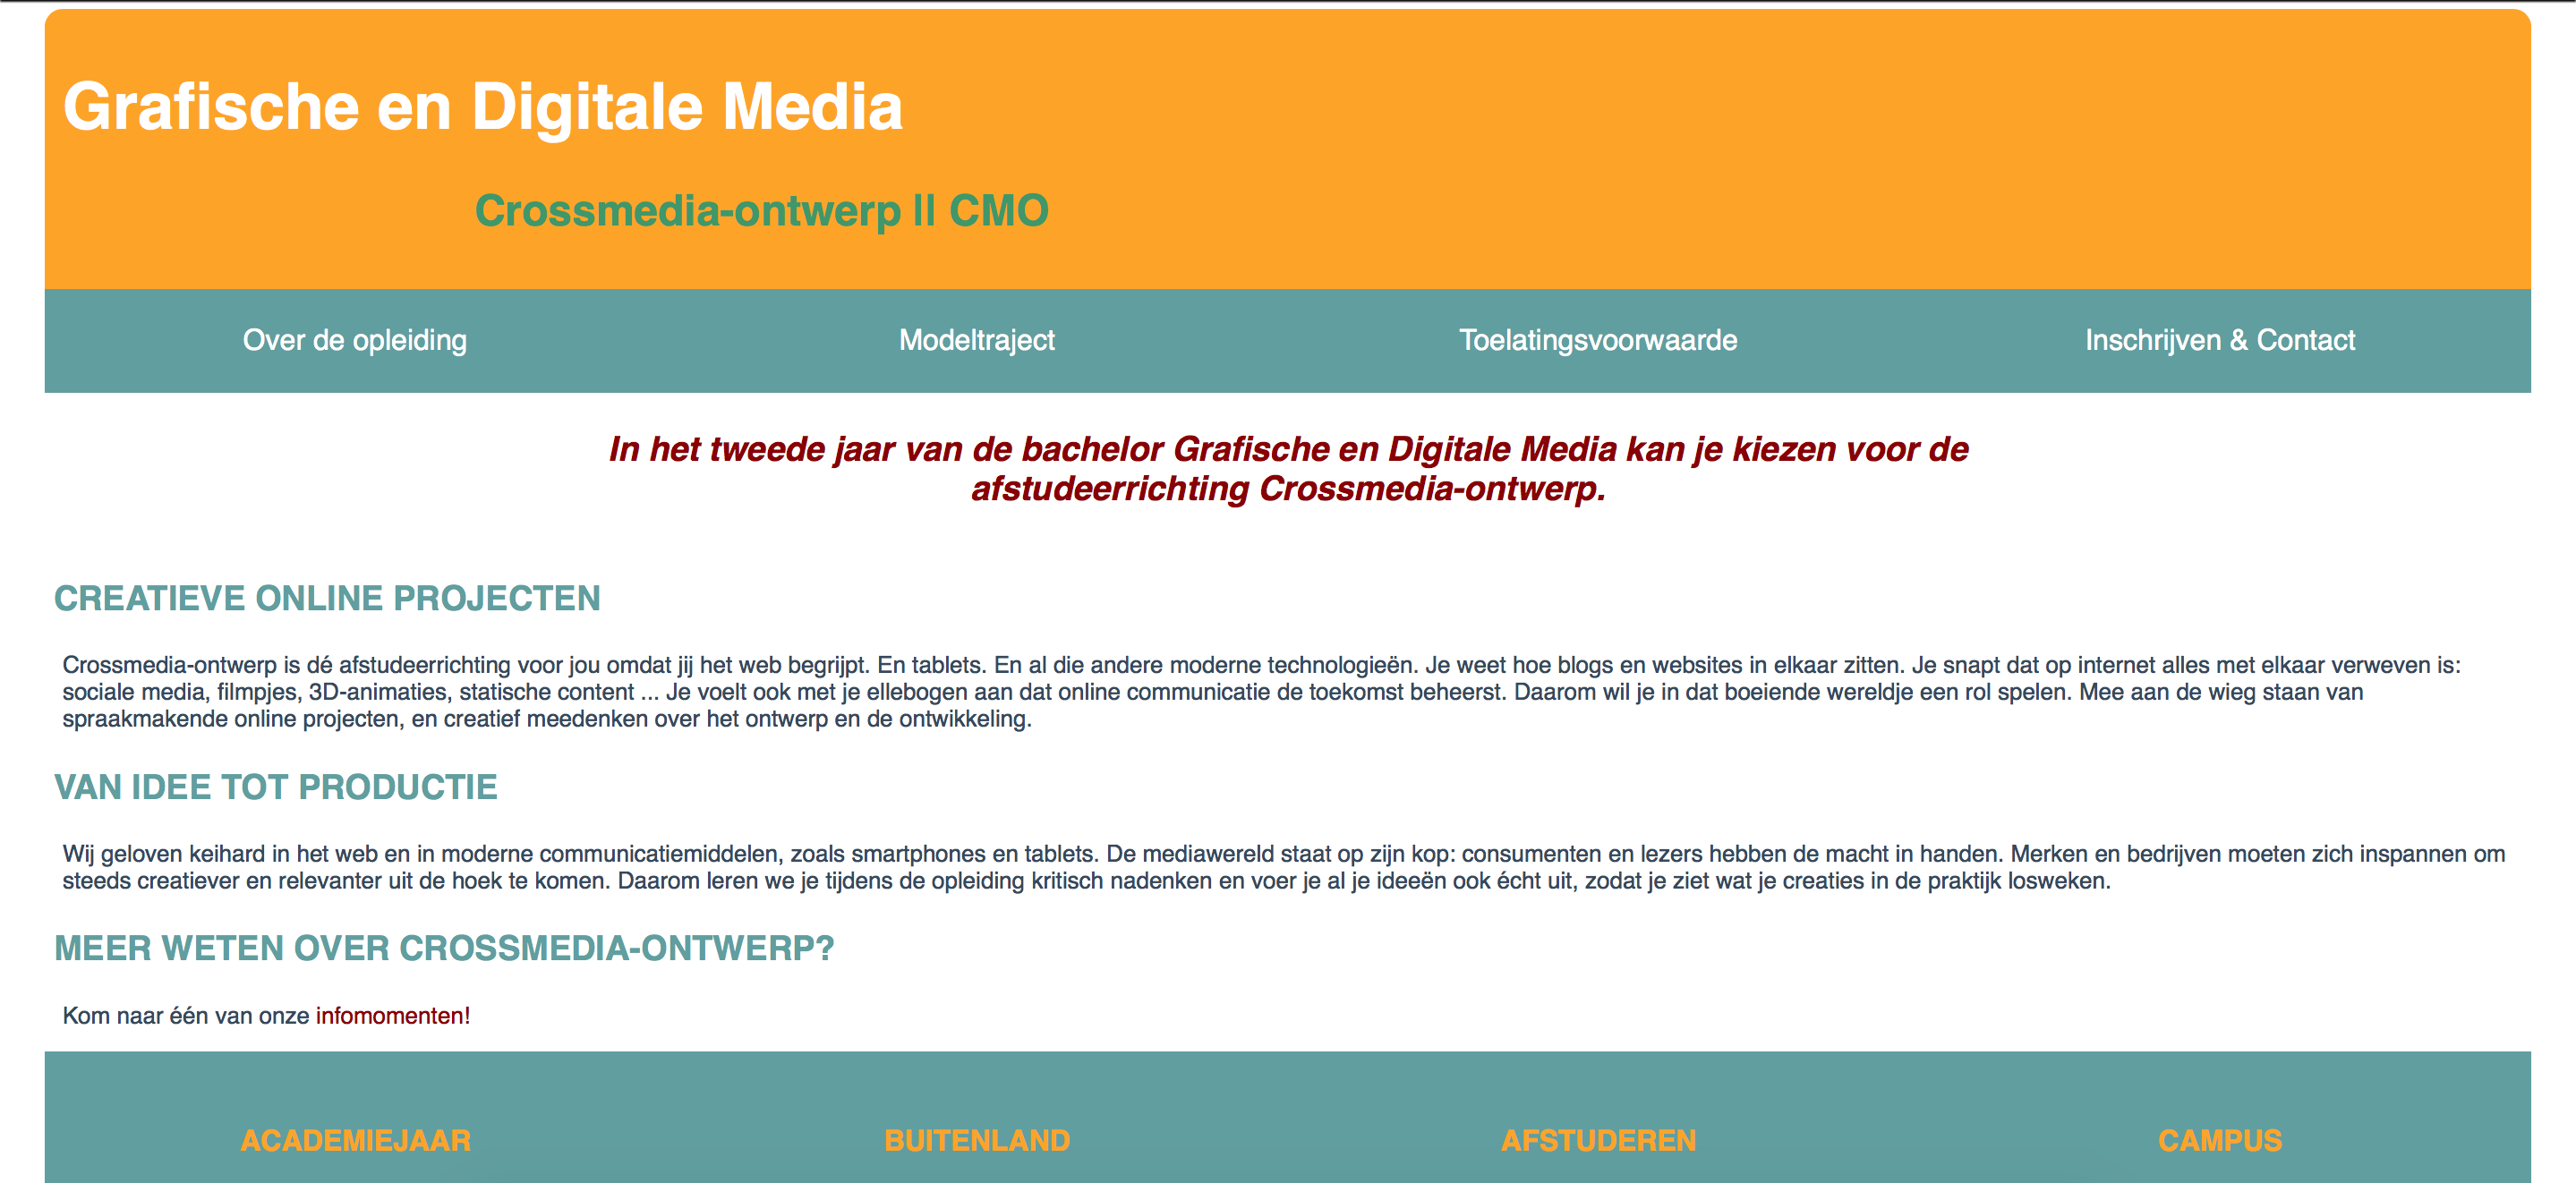 Grafische en Digitale Media
Crossmedia-ontwerp || CMO
Over de opleiding Modeltraject Toelatingsvoorwaarde Inschrijven & Contact
In het tweede jaar van de bachelor Grafische en Digitale Media kan je kiezen voor de
afstudeerrichting Crossmedia-ontwerp.
CREATIEVE ONLINE PROJECTEN
Crossmedia-ontwerp is dé afstudeerrichting voor jou omdat jij het web begrijpt. En tablets. En al die andere moderne technologieën. Je weet hoe blogs en websites in elkaar zitten. Je snapt dat op internet alles met elkaar verweven is:
sociale media, filmpjes, 3D-animaties, statische content ... Je voelt ook met je ellebogen aan dat online communicatie de toekomst beheerst. Daarom wil je in dat boeiende wereldje een rol spelen. Mee aan de wieg staan van
spraakmakende online projecten, en creatief meedenken over het ontwerp en de ontwikkeling.
VAN IDEE TOT PRODUCTIE
Wij geloven keihard in het web en in moderne communicatiemiddelen, zoals smartphones en tablets. De mediawereld staat op zijn kop: consumenten en lezers hebben de macht in handen. Merken en bedrijven moeten zich inspannen om
steeds creatiever en relevanter uit de hoek te komen. Daarom leren we je tijdens de opleiding kritisch nadenken en voer je al je ideeën ook écht uit, zodat je ziet wat je creaties in de praktijk losweken.
MEER WETEN OVER CROSSMEDIA-ONTWERP?
Kom naar één van onze infomomenten!
ACADEMIEJAAR BUITENLAND AFSTUDEREN CAMPUS